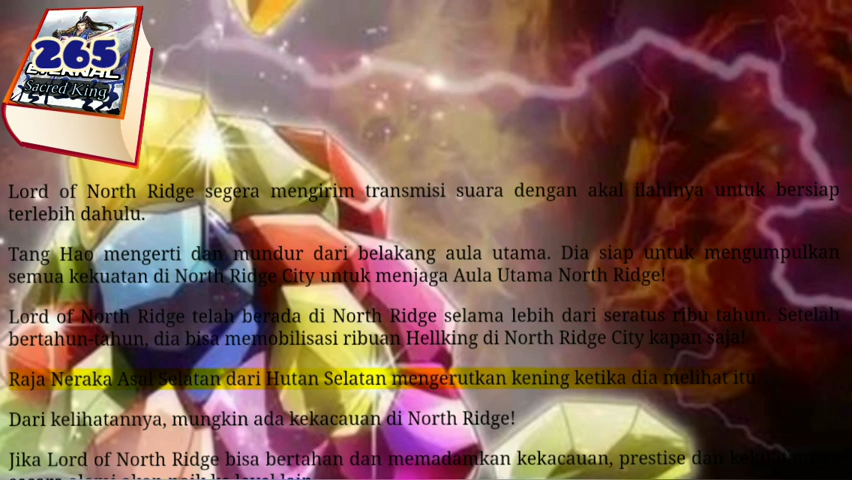 265
ETERNAL
Sacred King
Lord of North Ridge segera mengirim transmisi suara dengan akal ilahinya untuk bersiap
terlebih dahulu.
Tang Hao mengerti dan mundur dari belakang aula utama. Dia siap untuk mengumpulkan
semua kekuatan di North Ridge City untuk menjaga Aula Utama North Ridge!
Lord of North Ridge telah berada di North Ridge selama lebih dari seratus ribu tahun. Setelah
bertahun-tahun, dia bisa memobilisasi ribuan Hellking di North Ridge City kapan saja!
Raja Neraka Asal Selatan dari Hutan Selatan mengerutkan kening ketika dia melihat itu.
Dari kelihatannya, mungkin ada kekacauan di North Ridge!
Jika Lord of North Ridge bisa bertahan dan memadamkan kekacauan, prestise dan